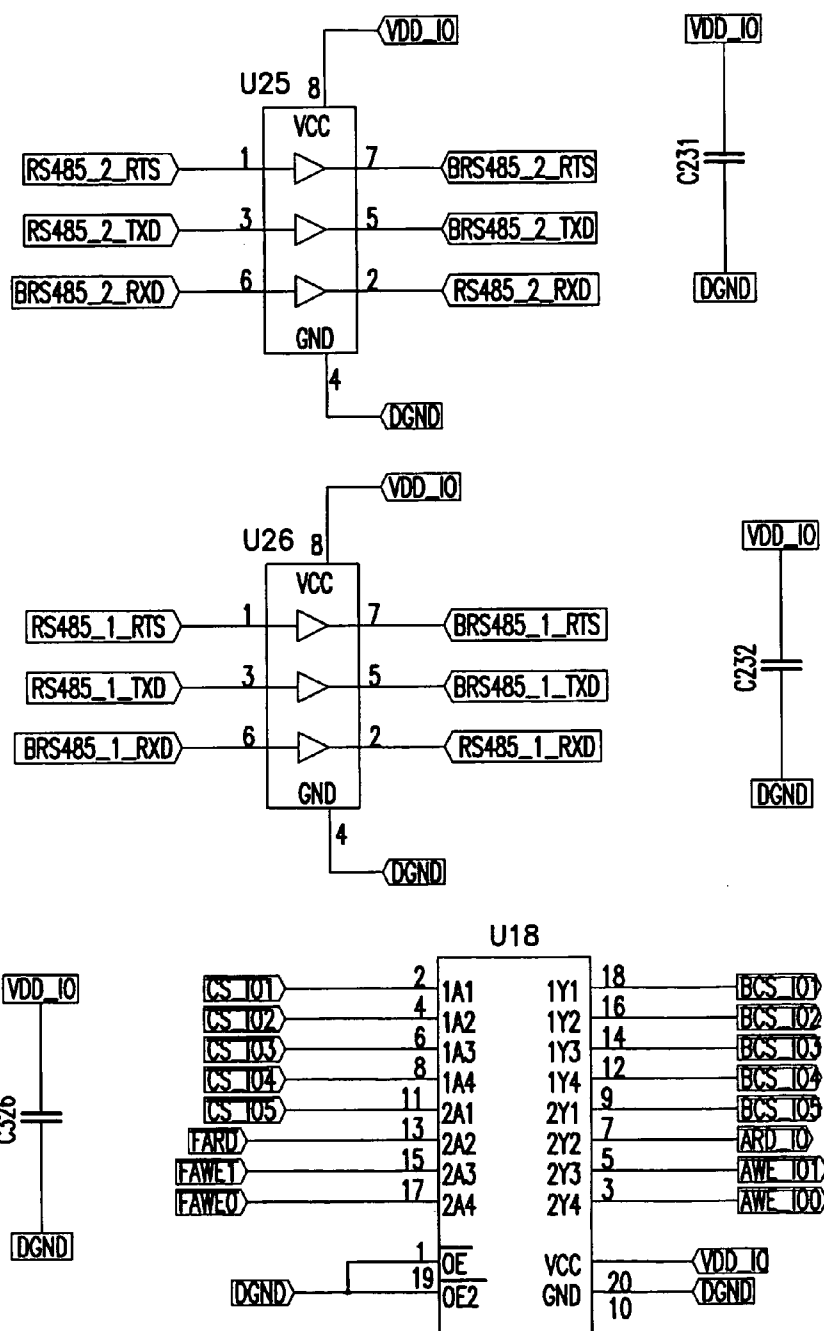 VDD_IO
VDD_IO
U25
8
VCC
RS485_2_RTS
1
7
BRS485_2_RTS
C231
RS485_2_TXD
3
5
BRS485_2_TXD
BRS485_2_RXD
6
2
RS485_2_RXD
DGND
GND
4
DGND
VDD_IO
VDD_IO
U26
8
VCC
RS485_1_RTS
1
7
BRS485_1_RTS
C232
RS485_1_TXD
3
5
BRS485_1_TXD
BRS485_1_RXD
6
2
RS485_1_RXD
GND
DGND
4
DGND
U18
VDD_IO
CS_IO1
2
1A1
1Y1
18
BCS_IO1
CS_IO2
4
1A2
1Y2
16
BCS_IO2
CS_IO3
6
1A3
1Y3
14
BCS_IO3
CS_IO4
8
1A4
1Y4
12
BCS_IO4
C326
CS_IO5
11
2A1
2Y1
9
BCS_IO5
FARD
13
2A2
2Y2
7
ARD_IO
FAWE1
15
2A3
2Y3
5
AWE_IO1
FAWE0
17
2A4
2Y4
3
AWE_IO0
DGND
1
OE
VCC
VDD_IO
DGND
19
OE2
GND
20
DGND
10